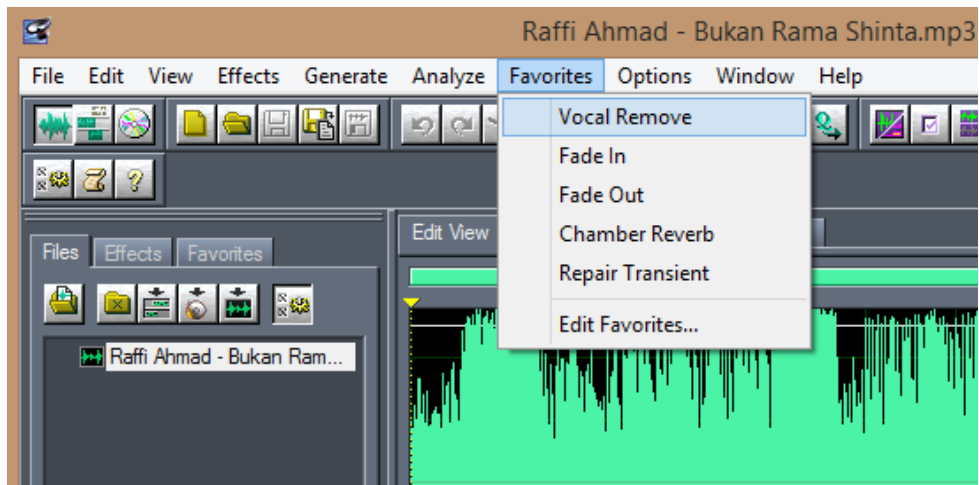 Raffi Ahmad - Bukan Rama Shinta.mp3
File Edit View Effects Generate Analyze Favorites Options Window Help
Vocal Remove
Fade In
Fade Out
Chamber Reverb
Repair Transient
Edit Favorites...
Files Effects Favorites
Edit View
Raffi Ahmad - Bukan Ram...